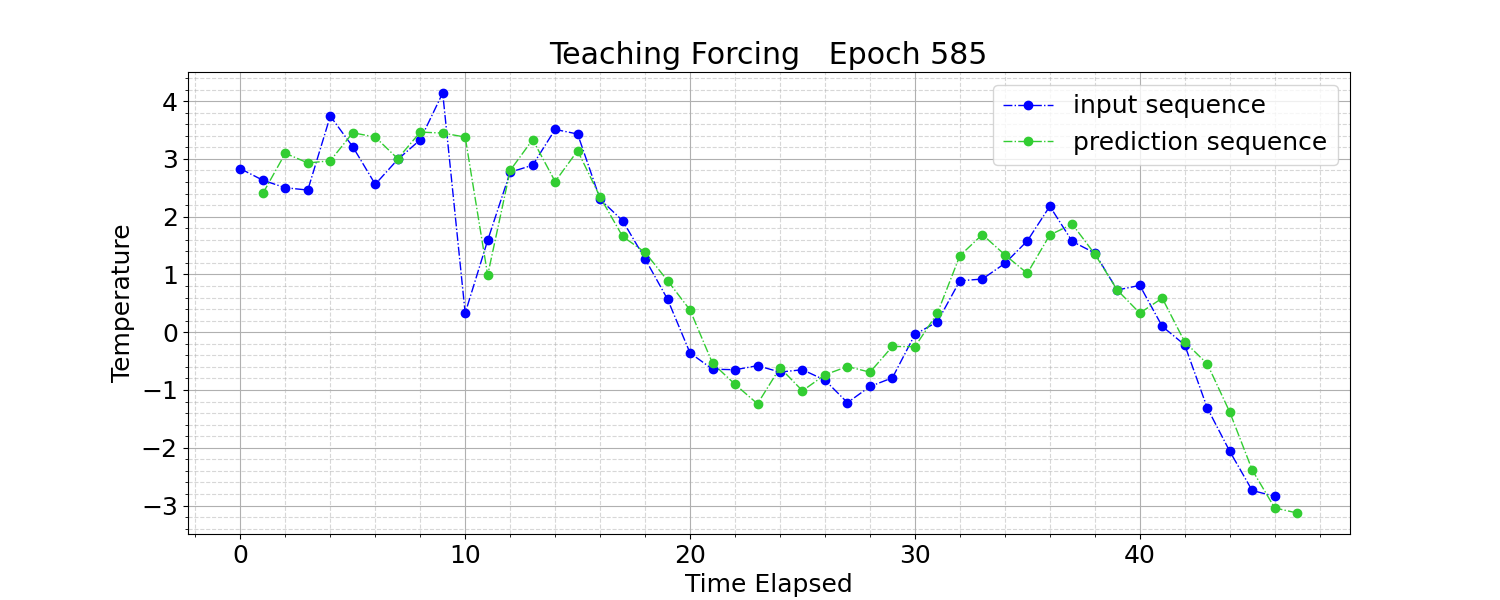 Teaching Forcing   Epoch 585
input sequence
prediction sequence
Temperature
4
3
2
1
0
−1
−2
−3
0 10 20 30 40
Time Elapsed